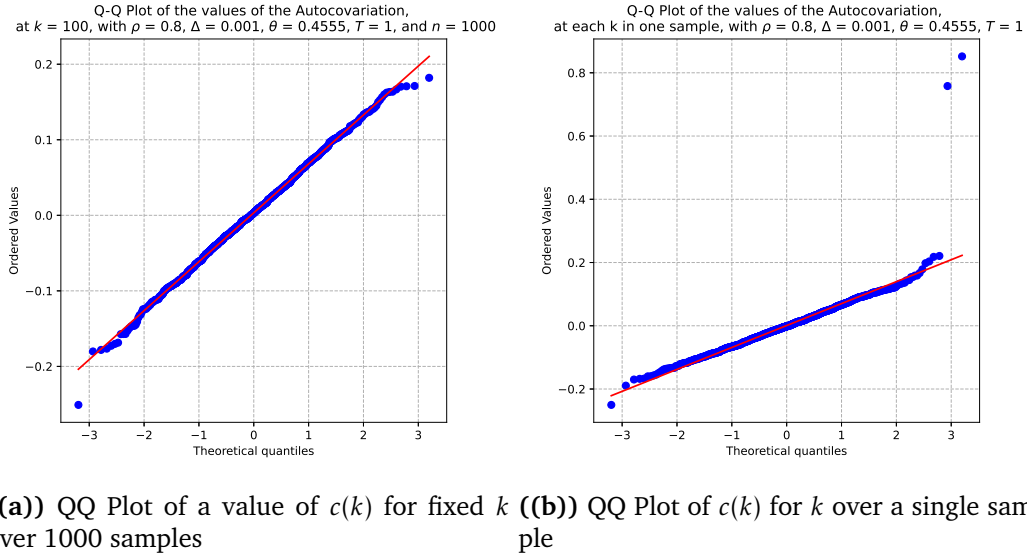 Q-Q Plot of the values of the Autocovariation,
at k = 100, with ρ = 0.8, Δ = 0.001, θ = 0.4555, T = 1, and n = 1000
Ordered Values
0.2
0.1
0.0
−0.1
−0.2
−3 −2 −1 0 1 2 3
Theoretical quantiles
Q-Q Plot of the values of the Autocovariation,
at each k in one sample, with ρ = 0.8, Δ = 0.001, θ = 0.4555, T = 1
Ordered Values
0.8
0.6
0.4
0.2
0.0
−0.2
−3 −2 −1 0 1 2 3
Theoretical quantiles
(a)) QQ Plot of a value of c(k) for fixed k
ver 1000 samples
((b)) QQ Plot of c(k) for k over a single sam
ple